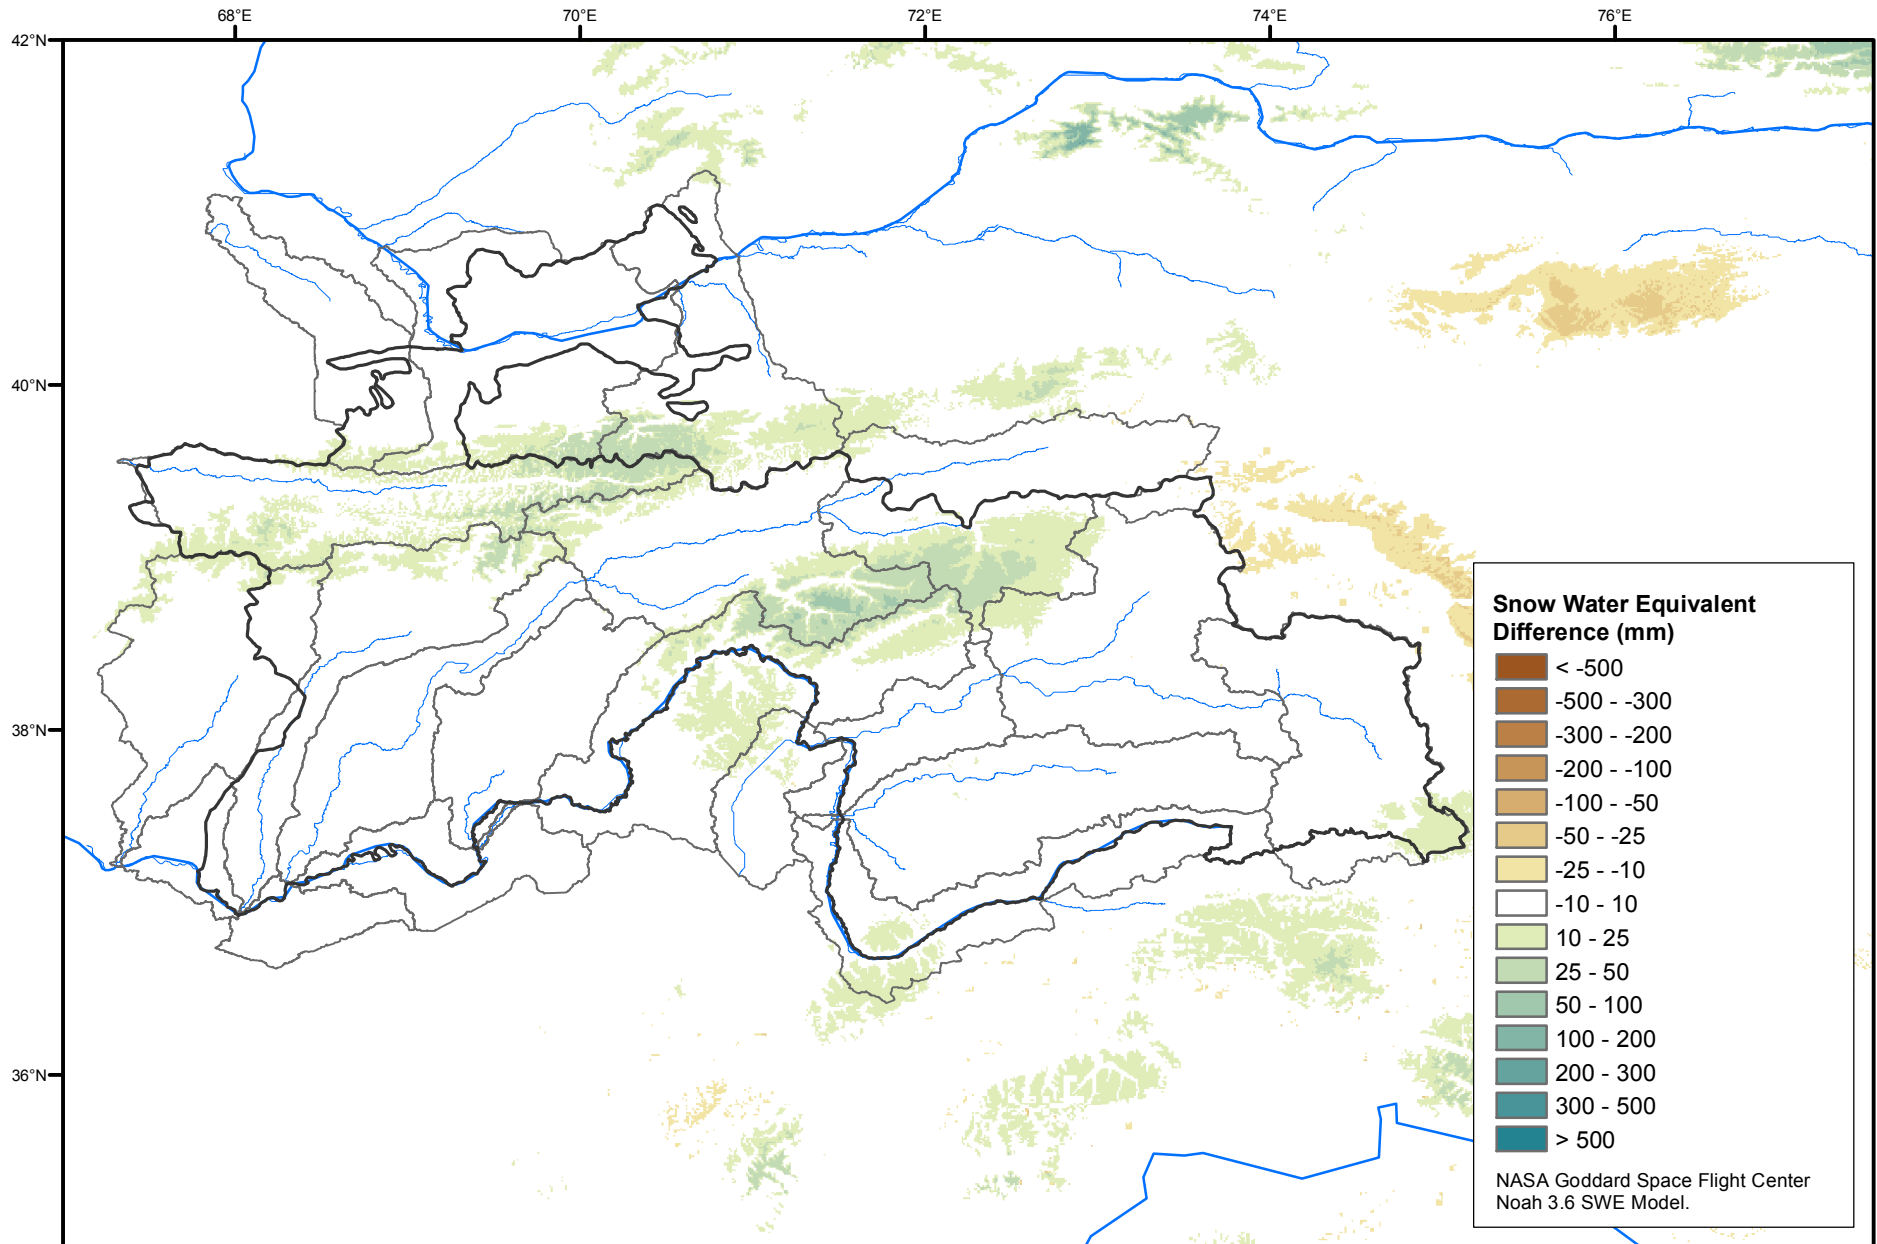 68°E 70°E 72°E 74°E 76°E
42°N
40°N
38°N
36°N
Snow Water Equivalent
Difference (mm)
< -500
-500 - -300
-300 - -200
-200 - -100
-100 - -50
-50 - -25
-25 - -10
-10 - 10
10 - 25
25 - 50
50 - 100
100 - 200
200 - 300
300 - 500
> 500
NASA Goddard Space Flight Center
Noah 3.6 SWE Model.